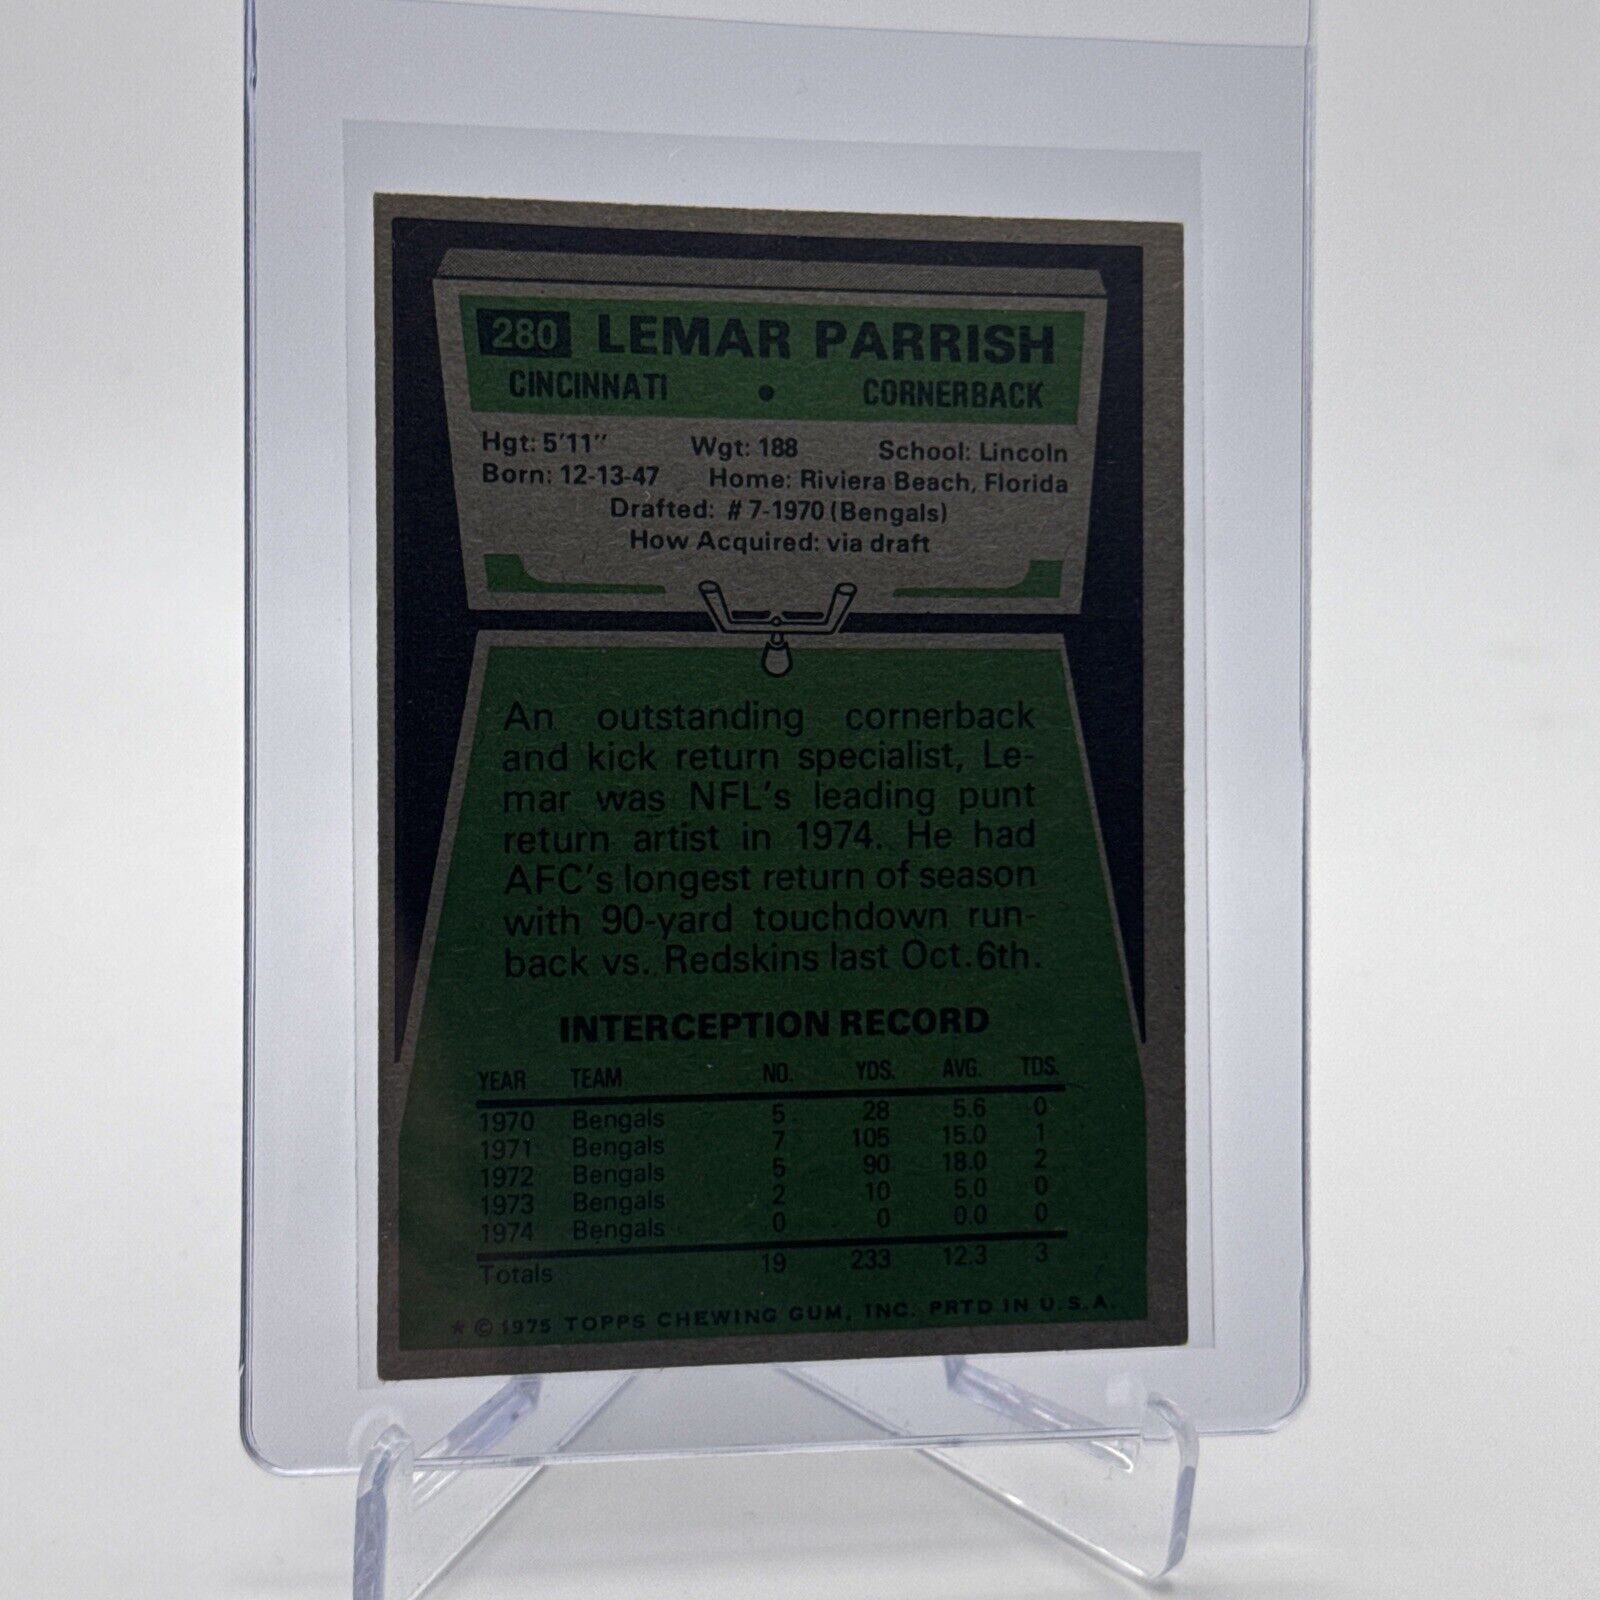 280 LEMAR PARRISH
CINCINNATI • CORNERBACK
Hgt: 5'11" Wgt: 188 School: Lincoln
Born: 12-13-47 Home: Riviera Beach, Florida
Drafted: # 7-1970 (Bengals)
How Acquired: via draft
An outstanding cornerback
and kick return specialist, Le-
mar was NFL's leading punt
return artist in 1974. He had
AFC's longest return of season
with 90-yard touchdown run-
back vs. Redskins last Oct. 6th.
INTERCEPTION RECORD
YEAR TEAM NO. YDS. AVG. TDS.
1970 Bengals 5 28 5.6 0
1971 Bengals 7 105 15.0 1
1972 Bengals 5 90 18.0 2
1973 Bengals 2 10 5.0 0
1974 Bengals 0 0 0.0 0
Totals 19 233 12.3 3
* © 1975 TOPPS CHEWING GUM, INC. PRTD IN U.S.A.